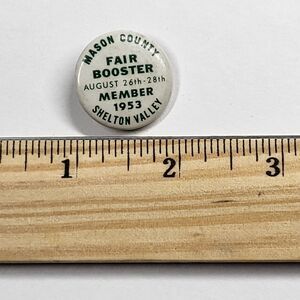 MASON COUNTY
FAIR
BOOSTER
AUGUST 26th-28th
MEMBER
1953
SHELTON VALLEY
1 2 3